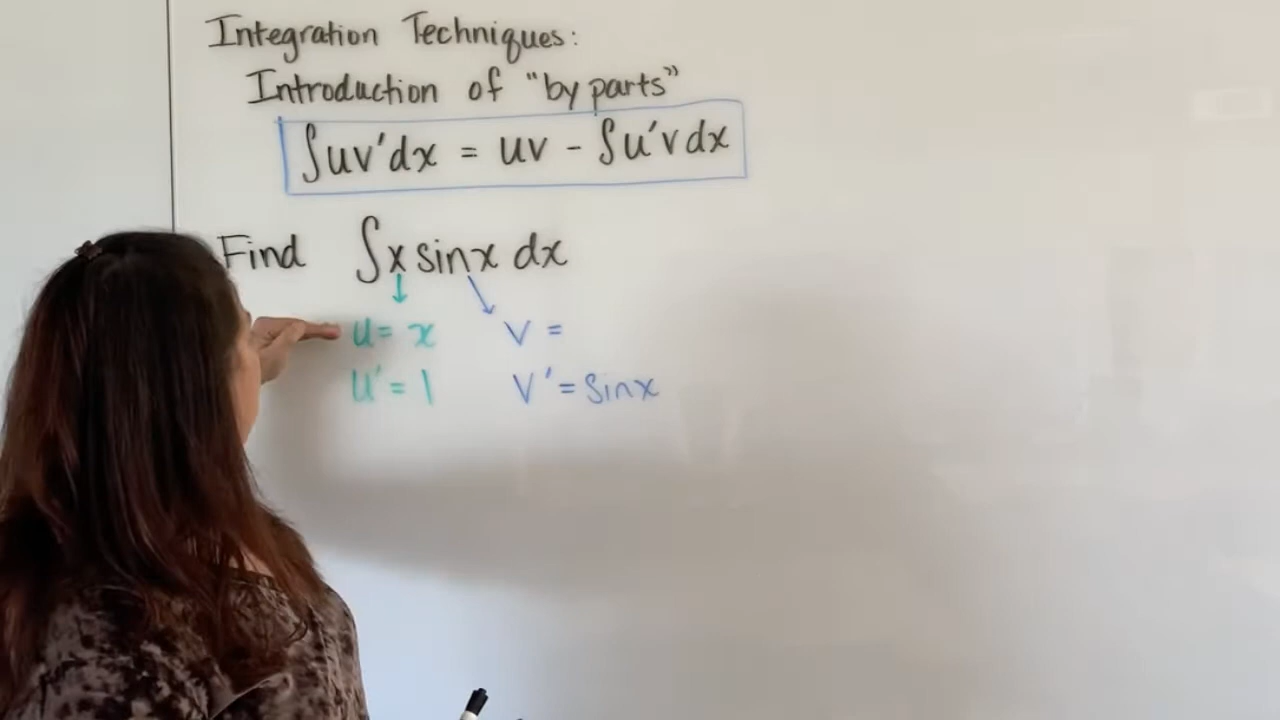 Integration Techniques:
Introduction of "by parts"
∫uv'dx = uv - ∫u'vdx
Find ∫x sinx dx
u = x v =
u' = 1 v' = sinx